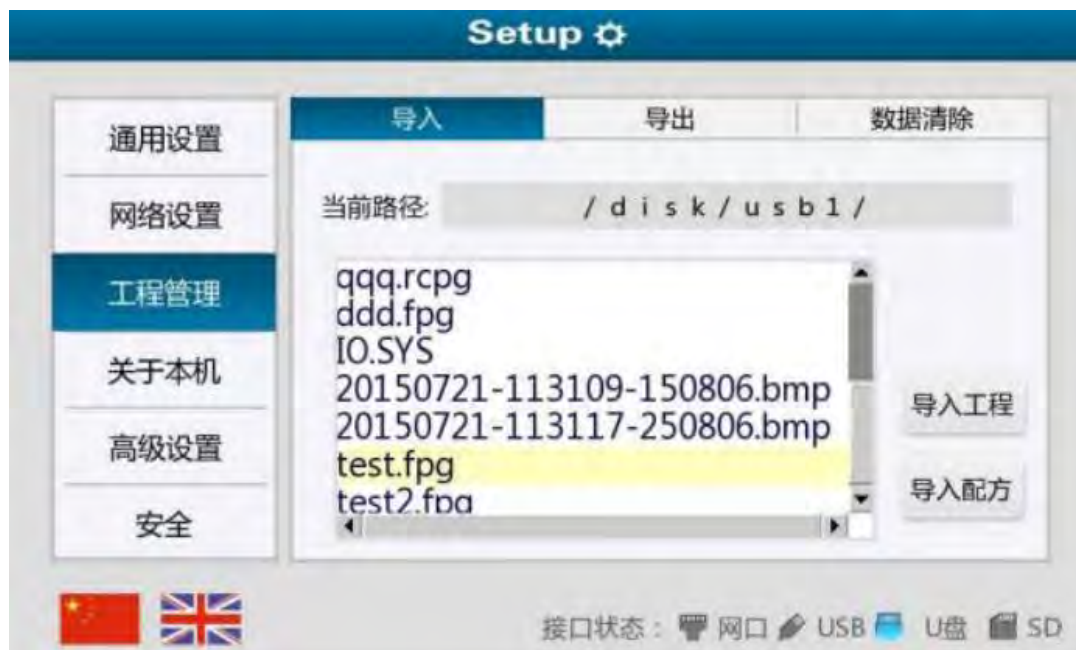 Setup
通用设置
网络设置
工程管理
关于本机
高级设置
安全
导入 导出 数据清除
当前路径: /disk/usb1/
qqq.rcpg
ddd.fpg
IO.SYS
20150721-113109-150806.bmp
20150721-113117-250806.bmp
test.fpg
test2.fpg
导入工程
导入配方
接口状态: 网口 USB U盘 SD